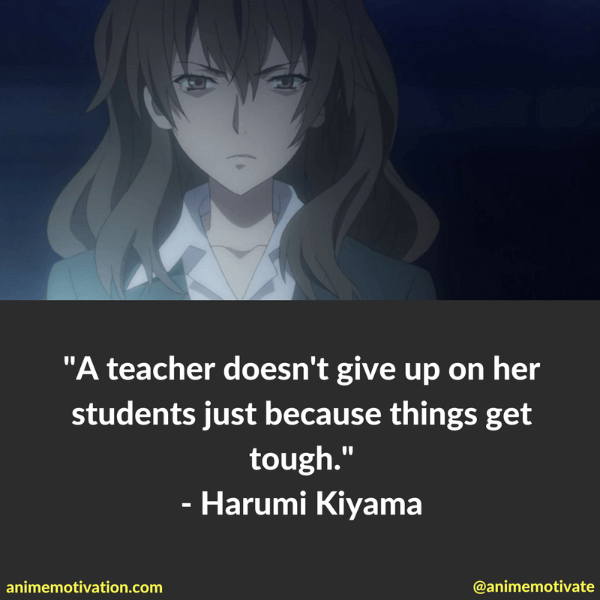 "A teacher doesn't give up on her
students just because things get
tough."
- Harumi Kiyama
animemotivation.com
@animemotivate